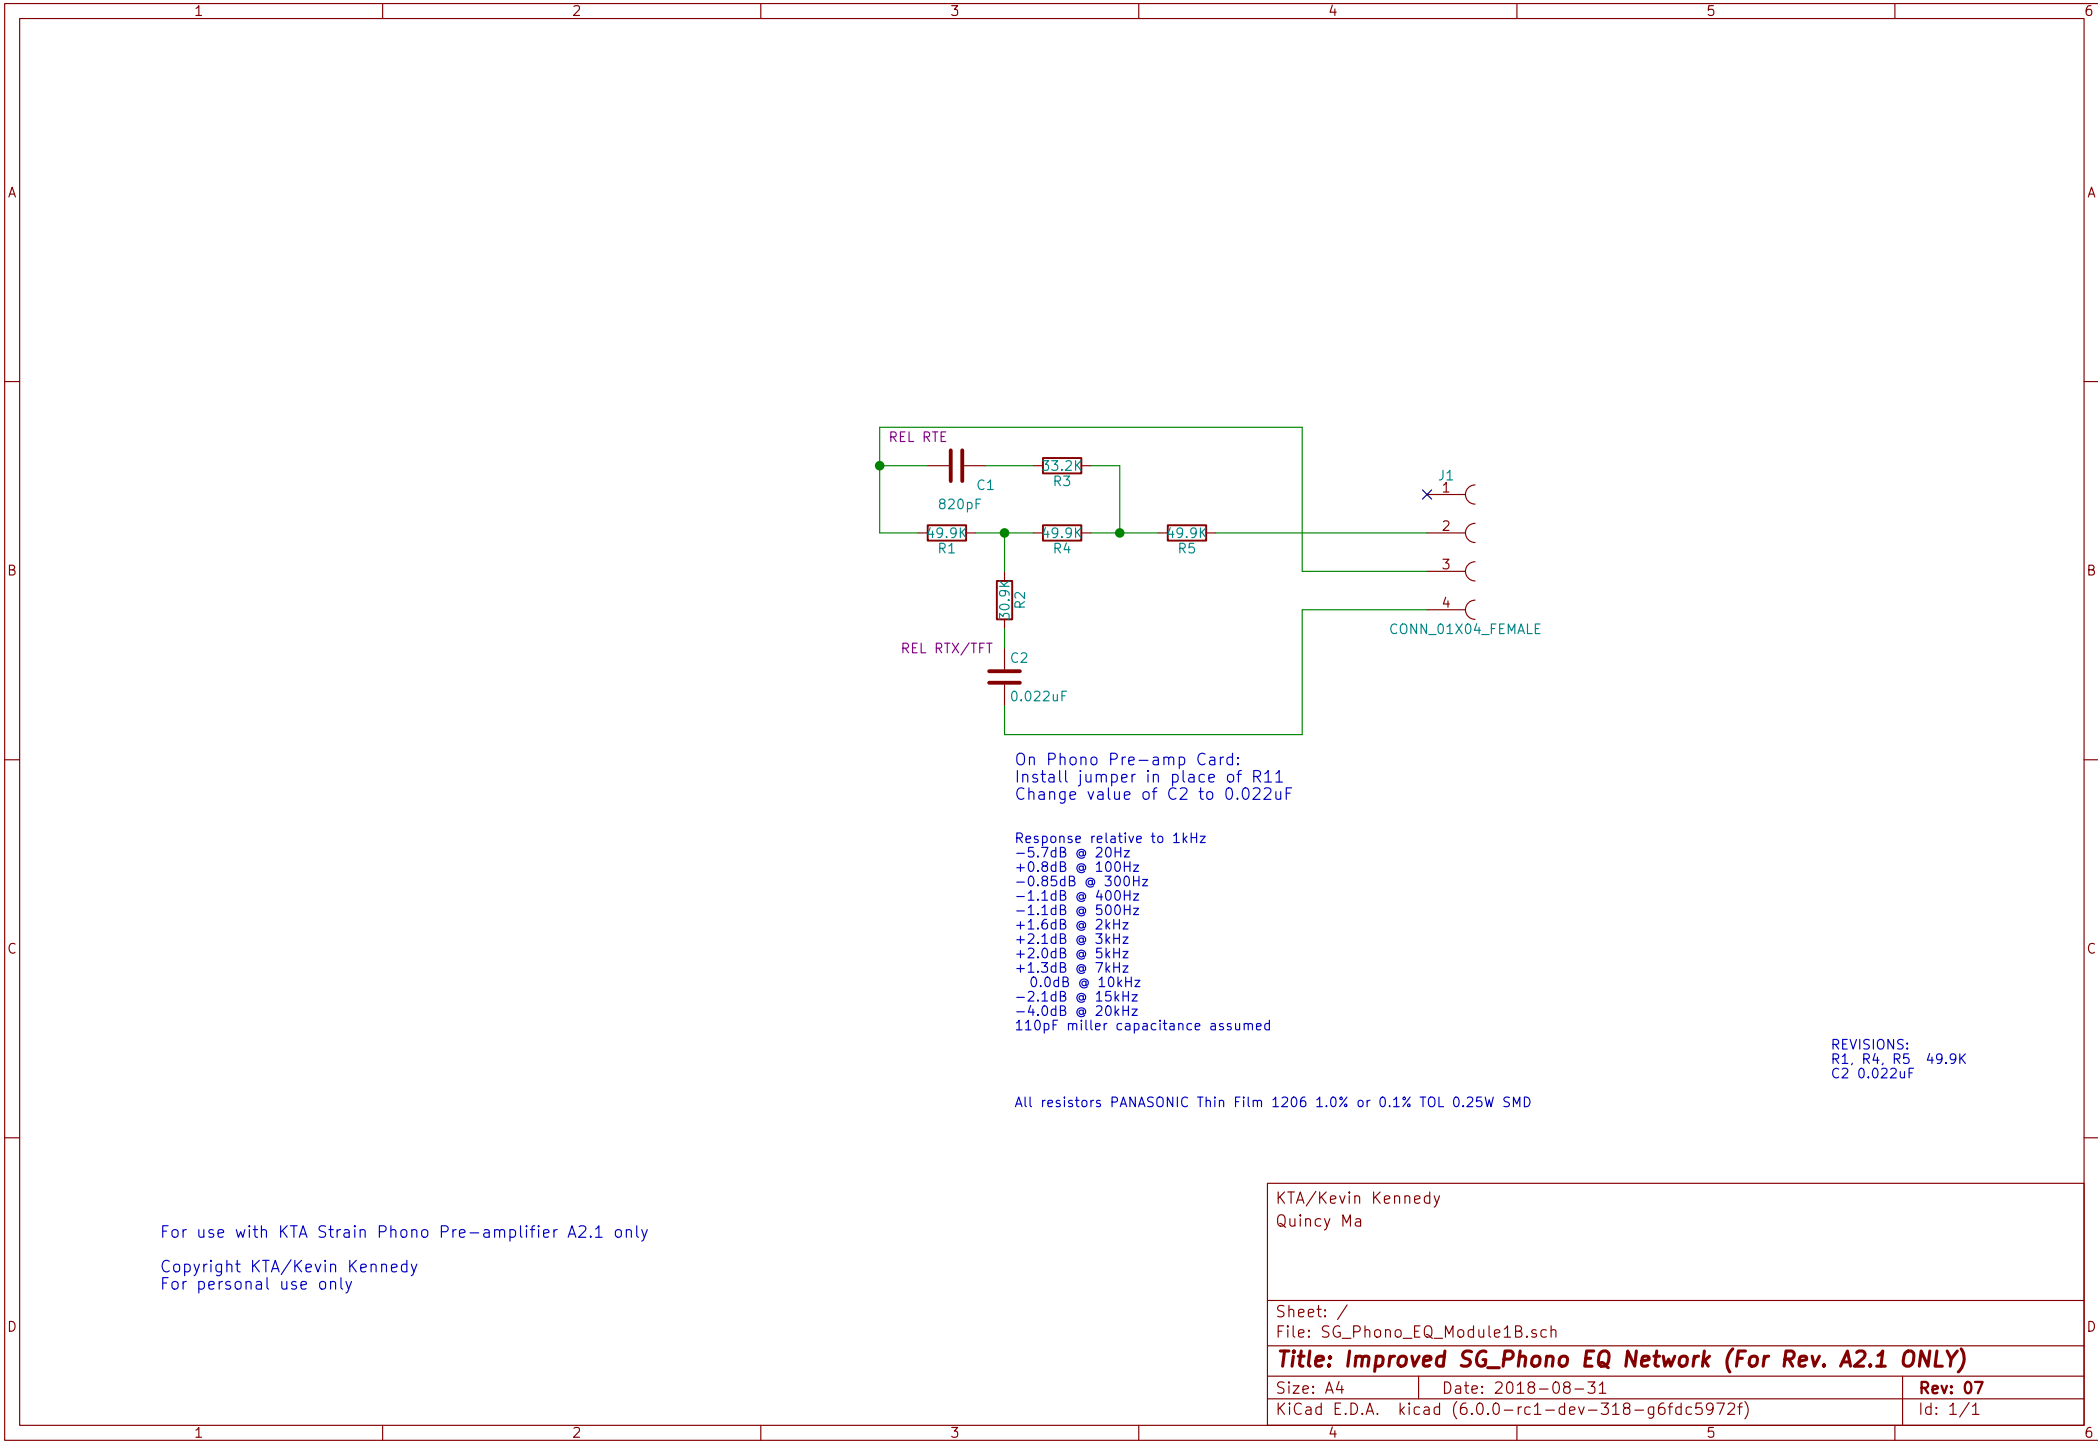 1 2 3 4 5 6
A A
REL RTE
C1
820pF
33.2K
R3
J1
1
49.9K
R1
49.9K
R4
49.9K
R5
2
B B
3
30.9K
R2
4
CONN_01X04_FEMALE
REL RTX/TFT
C2
0.022uF
On Phono Pre-amp Card:
Install jumper in place of R11
Change value of C2 to 0.022uF
Response relative to 1kHz
-5.7dB @ 20Hz
+0.8dB @ 100Hz
-0.85dB @ 300Hz
-1.1dB @ 400Hz
-1.1dB @ 500Hz
+1.6dB @ 2kHz
+2.1dB @ 3kHz
+2.0dB @ 5kHz
+1.3dB @ 7kHz
0.0dB @ 10kHz
-2.1dB @ 15kHz
-4.0dB @ 20kHz
110pF miller capacitance assumed
C C
REVISIONS:
R1, R4, R5 49.9K
C2 0.022uF
All resistors PANASONIC Thin Film 1206 1.0% or 0.1% TOL 0.25W SMD
For use with KTA Strain Phono Pre-amplifier A2.1 only
Copyright KTA/Kevin Kennedy
For personal use only
KTA/Kevin Kennedy
Quincy Ma
Sheet: /
File: SG_Phono_EQ_Module1B.sch
D D
Title: Improved SG_Phono EQ Network (For Rev. A2.1 ONLY)
Size: A4 Date: 2018-08-31 Rev: 07
KiCad E.D.A. kicad (6.0.0-rc1-dev-318-g6fdc5972f) Id: 1/1
1 2 3 4 5 6